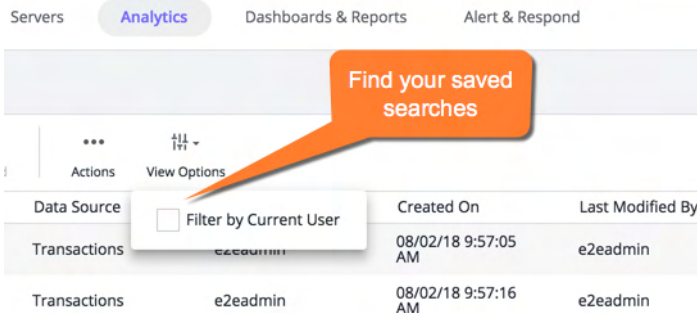 Servers Analytics Dashboards & Reports Alert & Respond
Find your saved
searches
Actions View Options
Filter by Current User
Data Source Created On Last Modified By
Transactions e2eadmin 08/02/18 9:57:05
AM e2eadmin
Transactions e2eadmin 08/02/18 9:57:16
AM e2eadmin